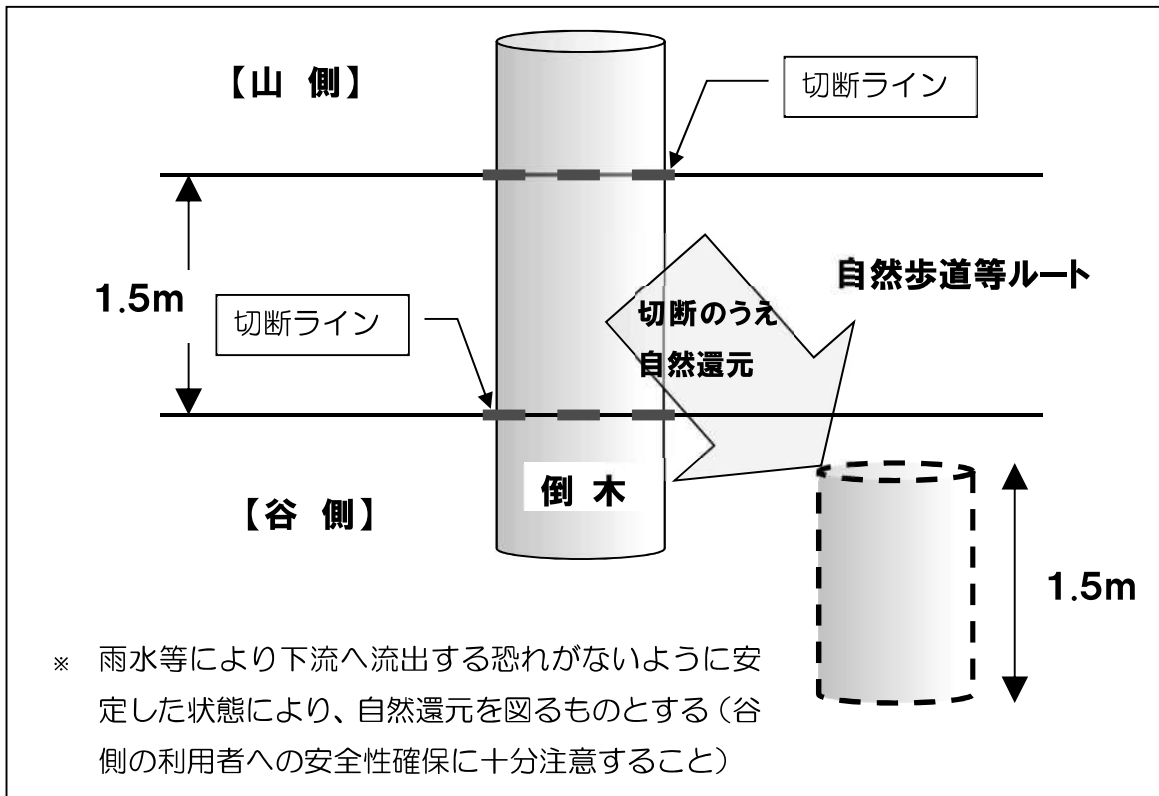 【山 側】
切断ライン
1.5m
自然歩道等ルート
切断ライン
切断のうえ
自然還元
倒 木
【谷 側】
1.5m
※ 雨水等により下流へ流出する恐れがないように安
定した状態により、自然還元を図るものとする（谷
側の利用者への安全性確保に十分注意すること）